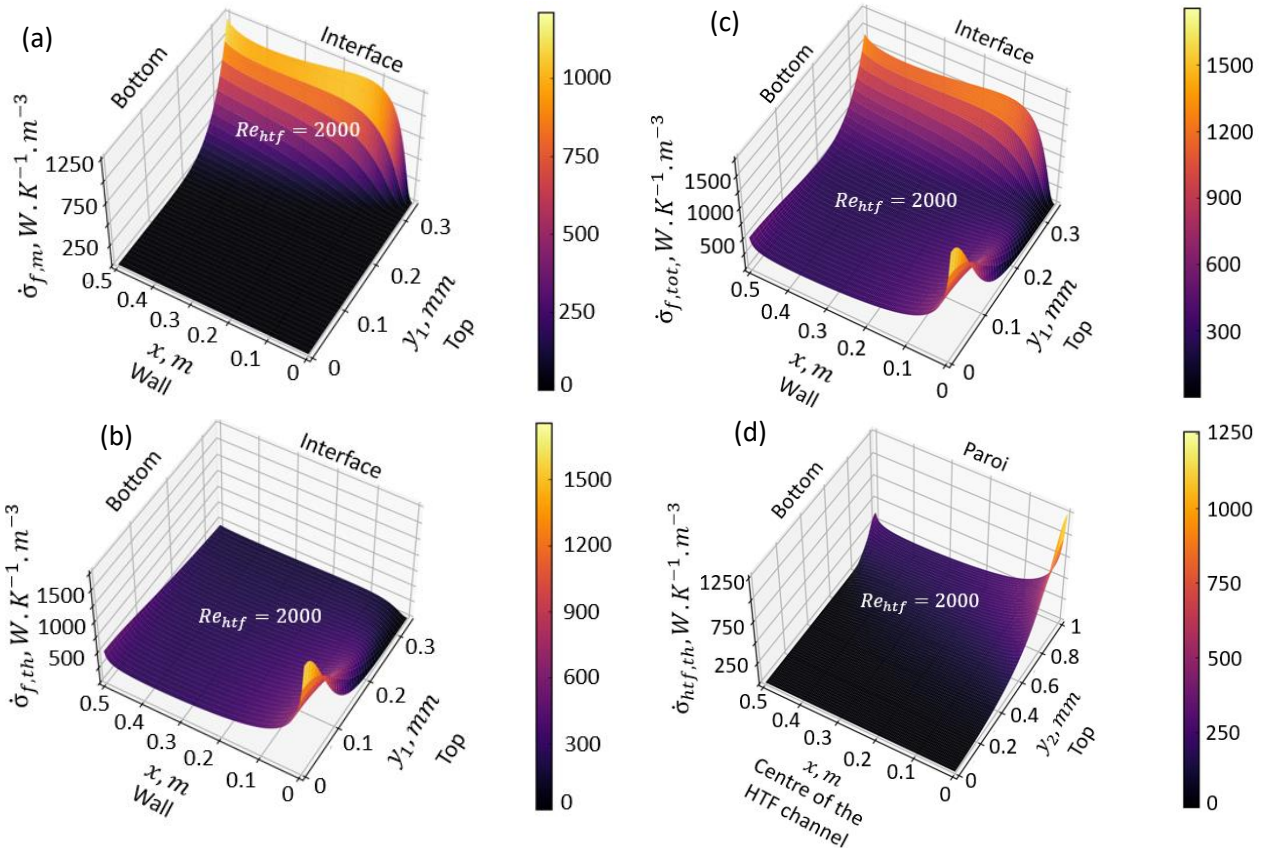 (a)
Bottom
Interface
Re_htf = 2000
σ̇_f,m, W.K⁻¹.m⁻³
1250
750
250
0.5
0.4
0.3
0.2
0.1
0
x, m
Wall
0
0.1
0.2
0.3
y₁, mm
Top
1000
750
500
250
0
(c)
Bottom
Interface
Re_htf = 2000
σ̇_f,tot, W.K⁻¹.m⁻³
1500
1000
500
0.5
0.4
0.3
0.2
0.1
0
x, m
Wall
0
0.1
0.2
0.3
y₁, mm
Top
1500
1200
900
600
300
(b)
Bottom
Interface
Re_htf = 2000
σ̇_f,th, W.K⁻¹.m⁻³
1500
1000
500
0.5
0.4
0.3
0.2
0.1
0
x, m
Wall
0
0.1
0.2
0.3
y₁, mm
Top
1500
1200
900
600
300
0
(d)
Bottom
Paroi
Re_htf = 2000
σ̇_htf,th, W.K⁻¹.m⁻³
1250
750
250
0.5
0.4
0.3
0.2
0.1
0
x, m
Centre of the
HTF channel
0
0.2
0.4
0.6
0.8
1
y₂, mm
Top
1250
1000
750
500
250
0